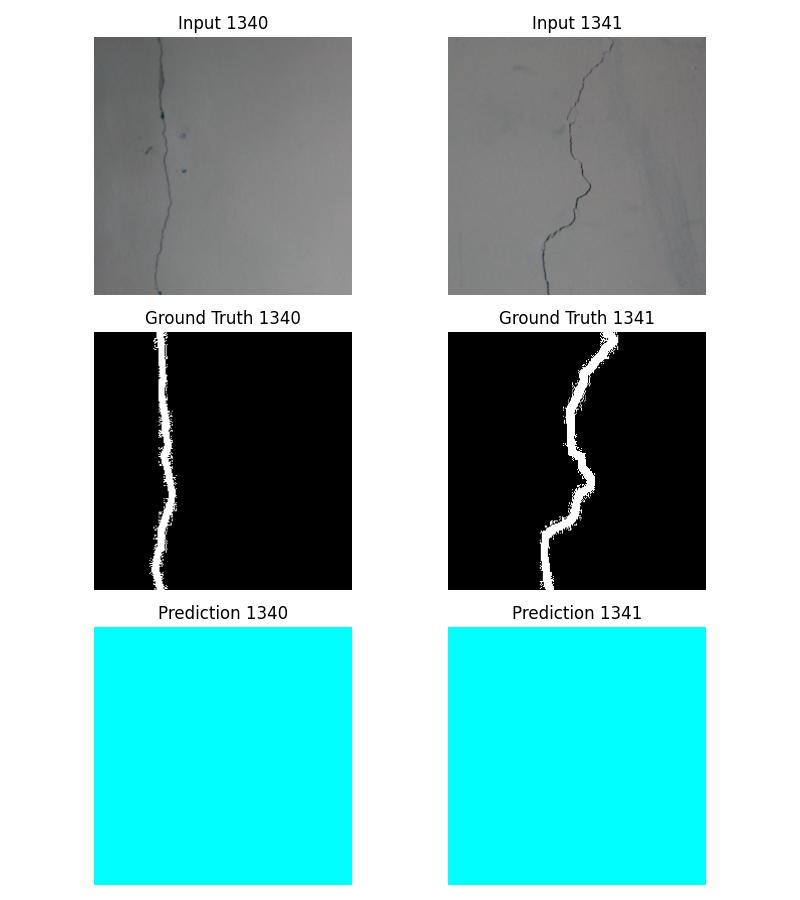 Input 1340
Input 1341
Ground Truth 1340
Ground Truth 1341
Prediction 1340
Prediction 1341